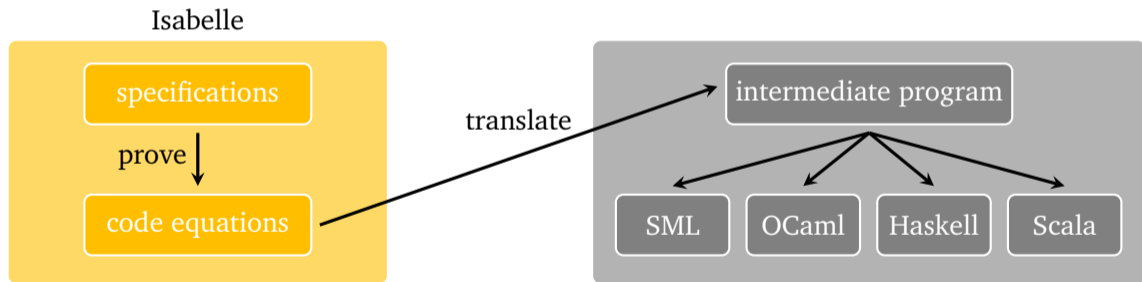 Isabelle
specifications
prove
code equations
translate
intermediate program
SML
OCaml
Haskell
Scala